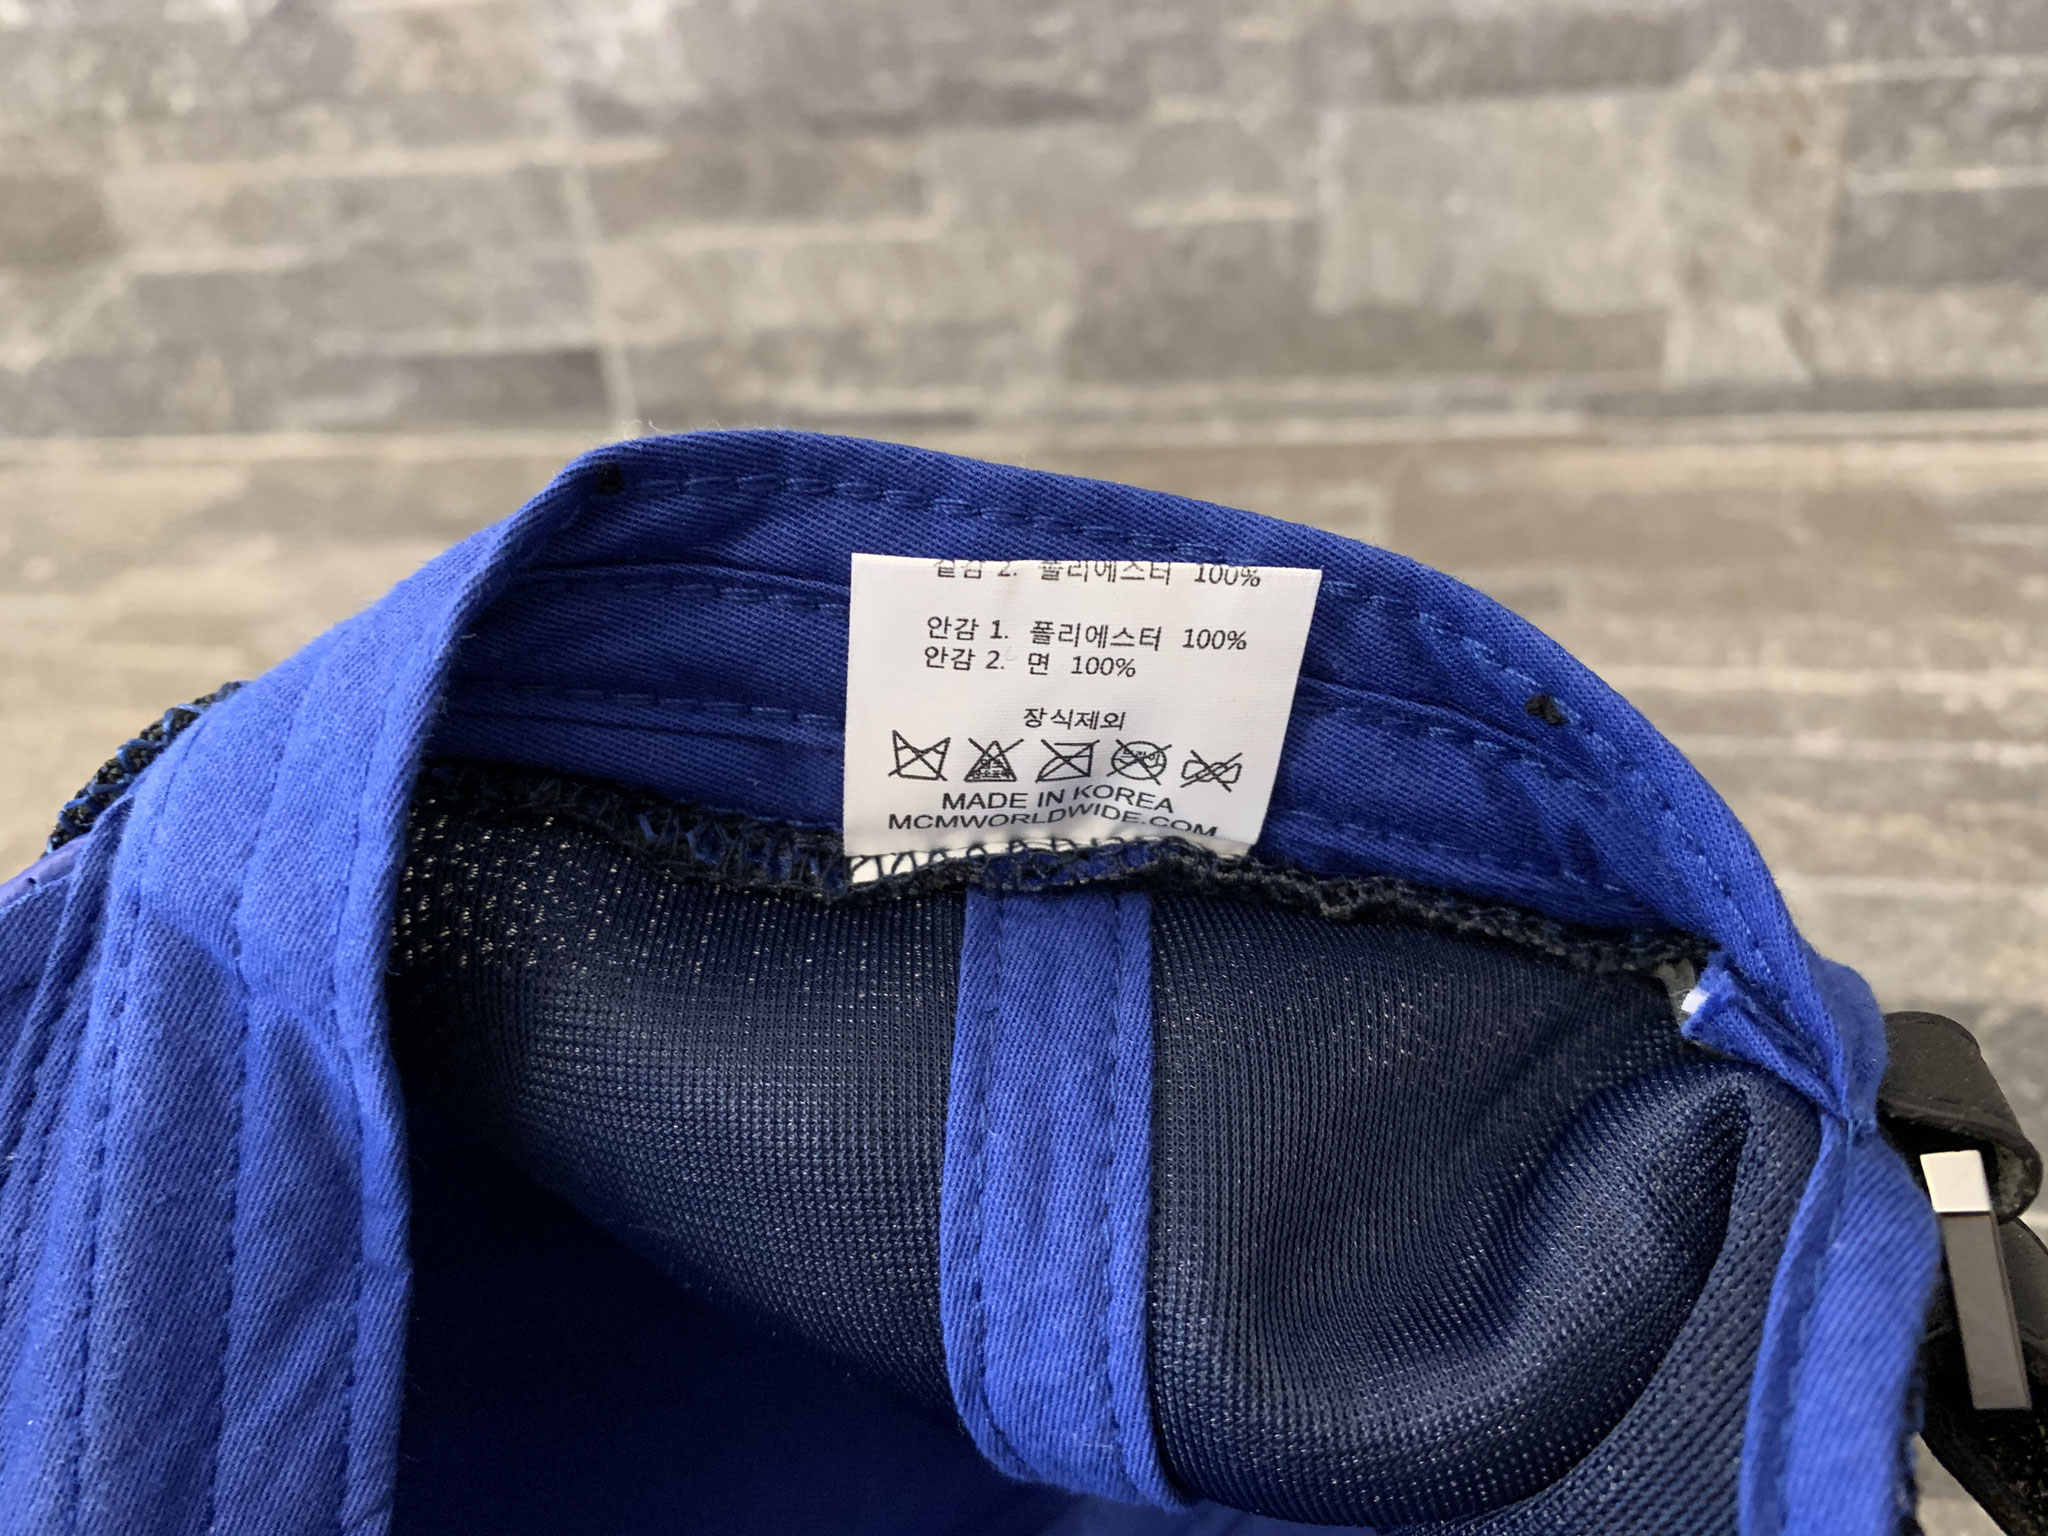 겉감 2. 폴리에스터 100%
안감 1. 폴리에스터 100%
안감 2. 면 100%
장식제외
MADE IN KOREA
MCMWORLDWIDE.COM